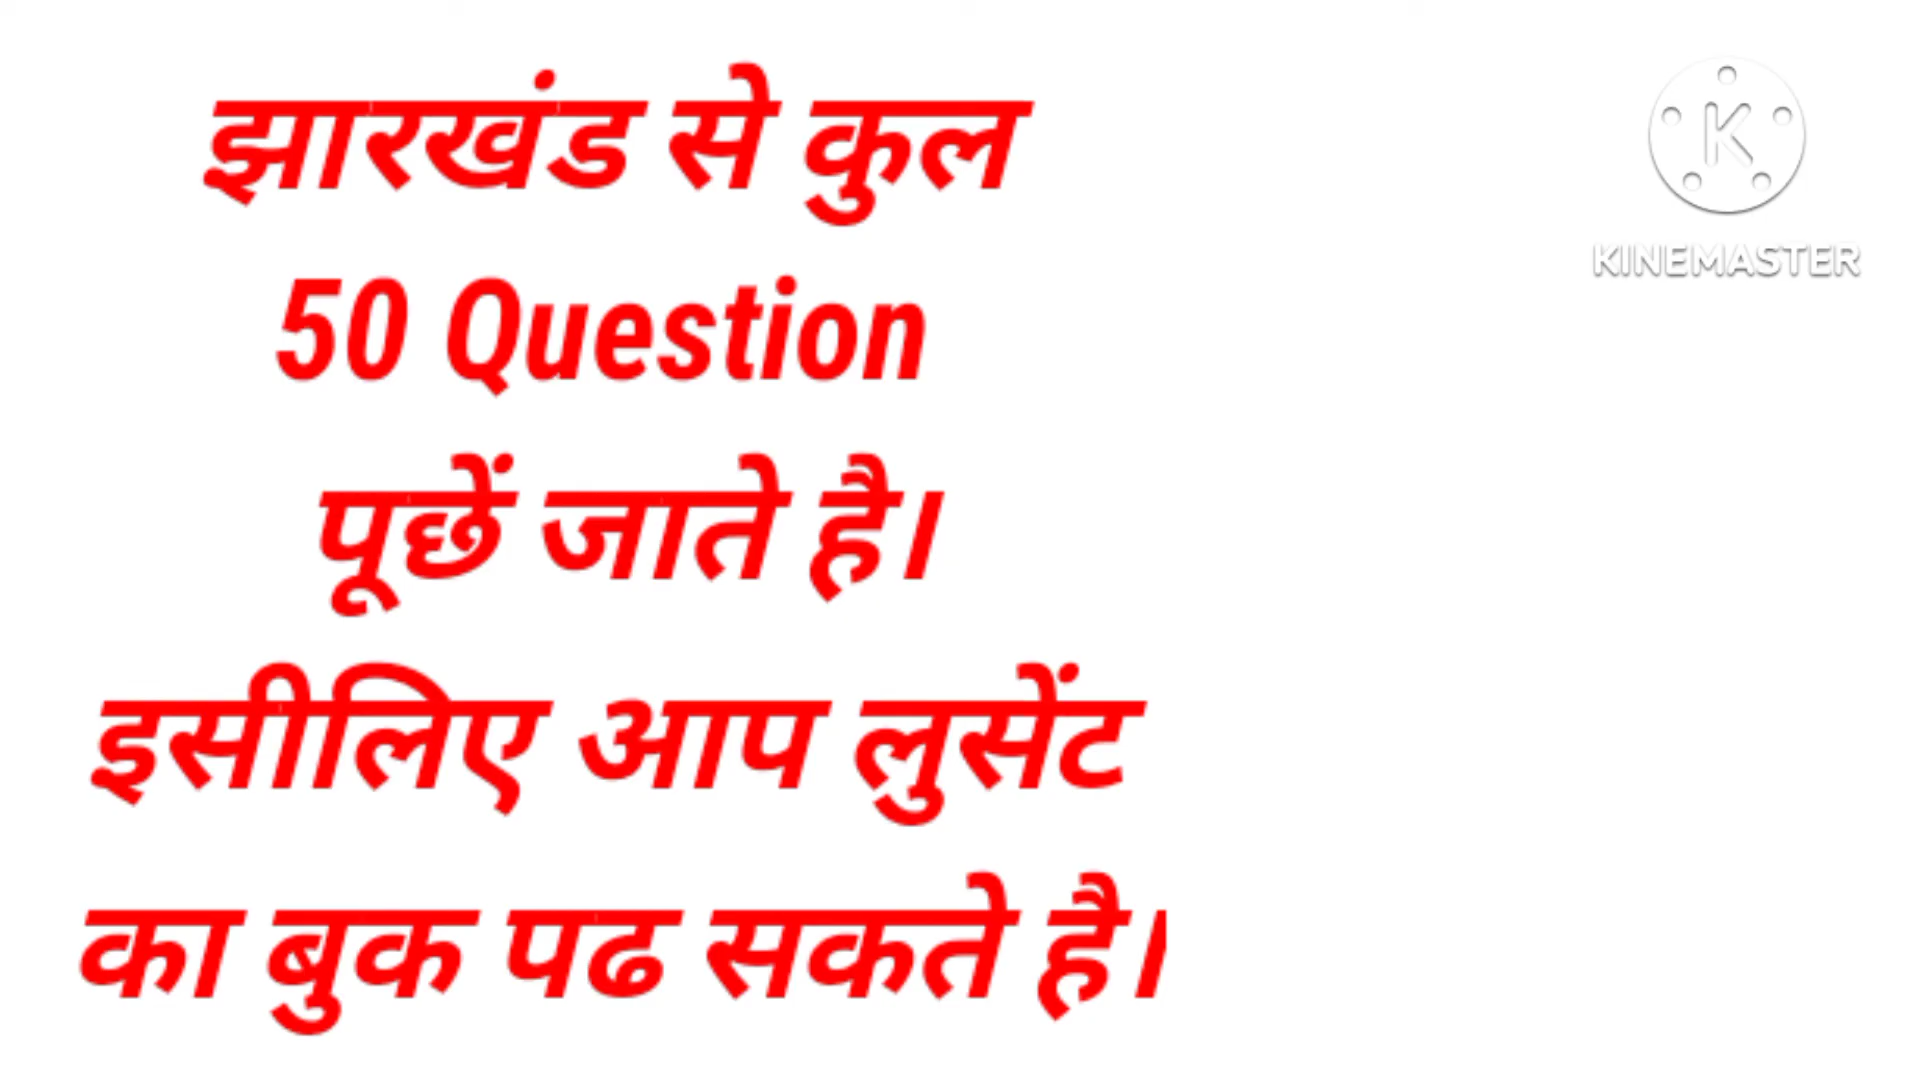 झारखंड से कुल
50 Question
पूछें जाते है।
इसीलिए आप लुसेंट
का बुक पढ सकते है।
K
KINEMASTER